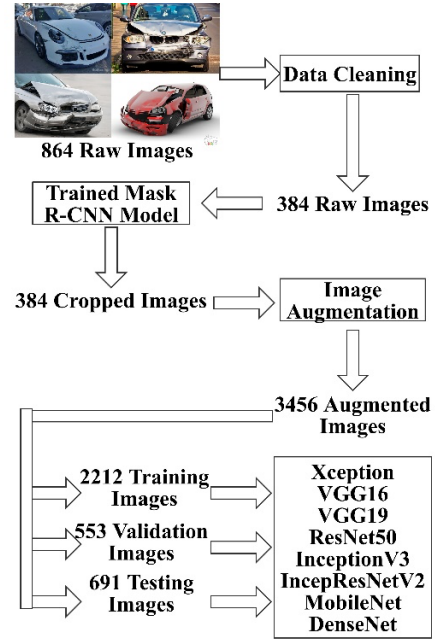 Data Cleaning
864 Raw Images
Trained Mask
R-CNN Model
384 Raw Images
384 Cropped Images
Image
Augmentation
3456 Augmented
Images
2212 Training
Images
553 Validation
Images
691 Testing
Images
Xception
VGG16
VGG19
ResNet50
InceptionV3
IncepResNetV2
MobileNet
DenseNet